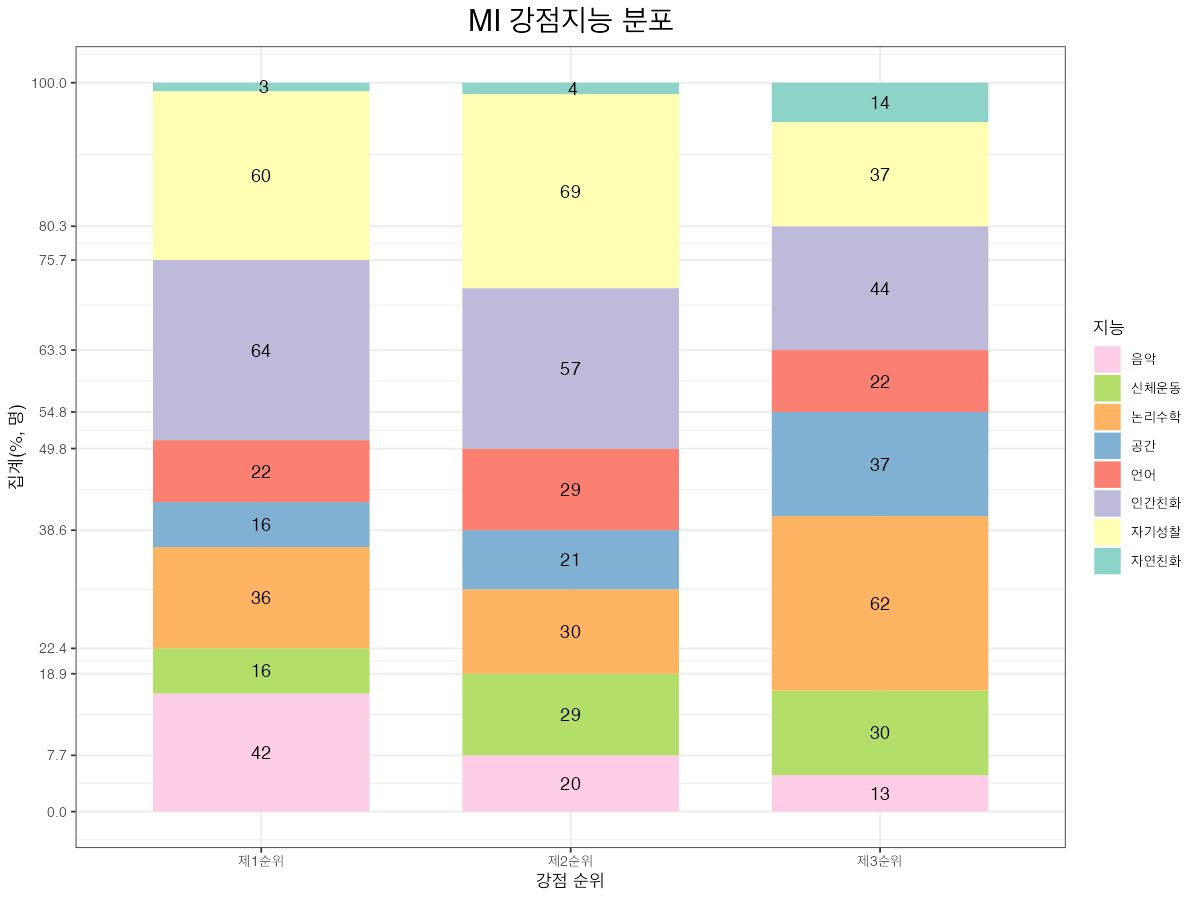 MI 강점지능 분포
집계(%, 명)
100.0
80.3
75.7
63.3
54.8
49.8
38.6
22.4
18.9
7.7
0.0
3
60
64
22
16
36
16
42
4
69
57
29
21
30
29
20
14
37
44
22
37
62
30
13
제1순위
제2순위
제3순위
강점 순위
지능
음악
신체운동
논리수학
공간
언어
인간친화
자기성찰
자연친화